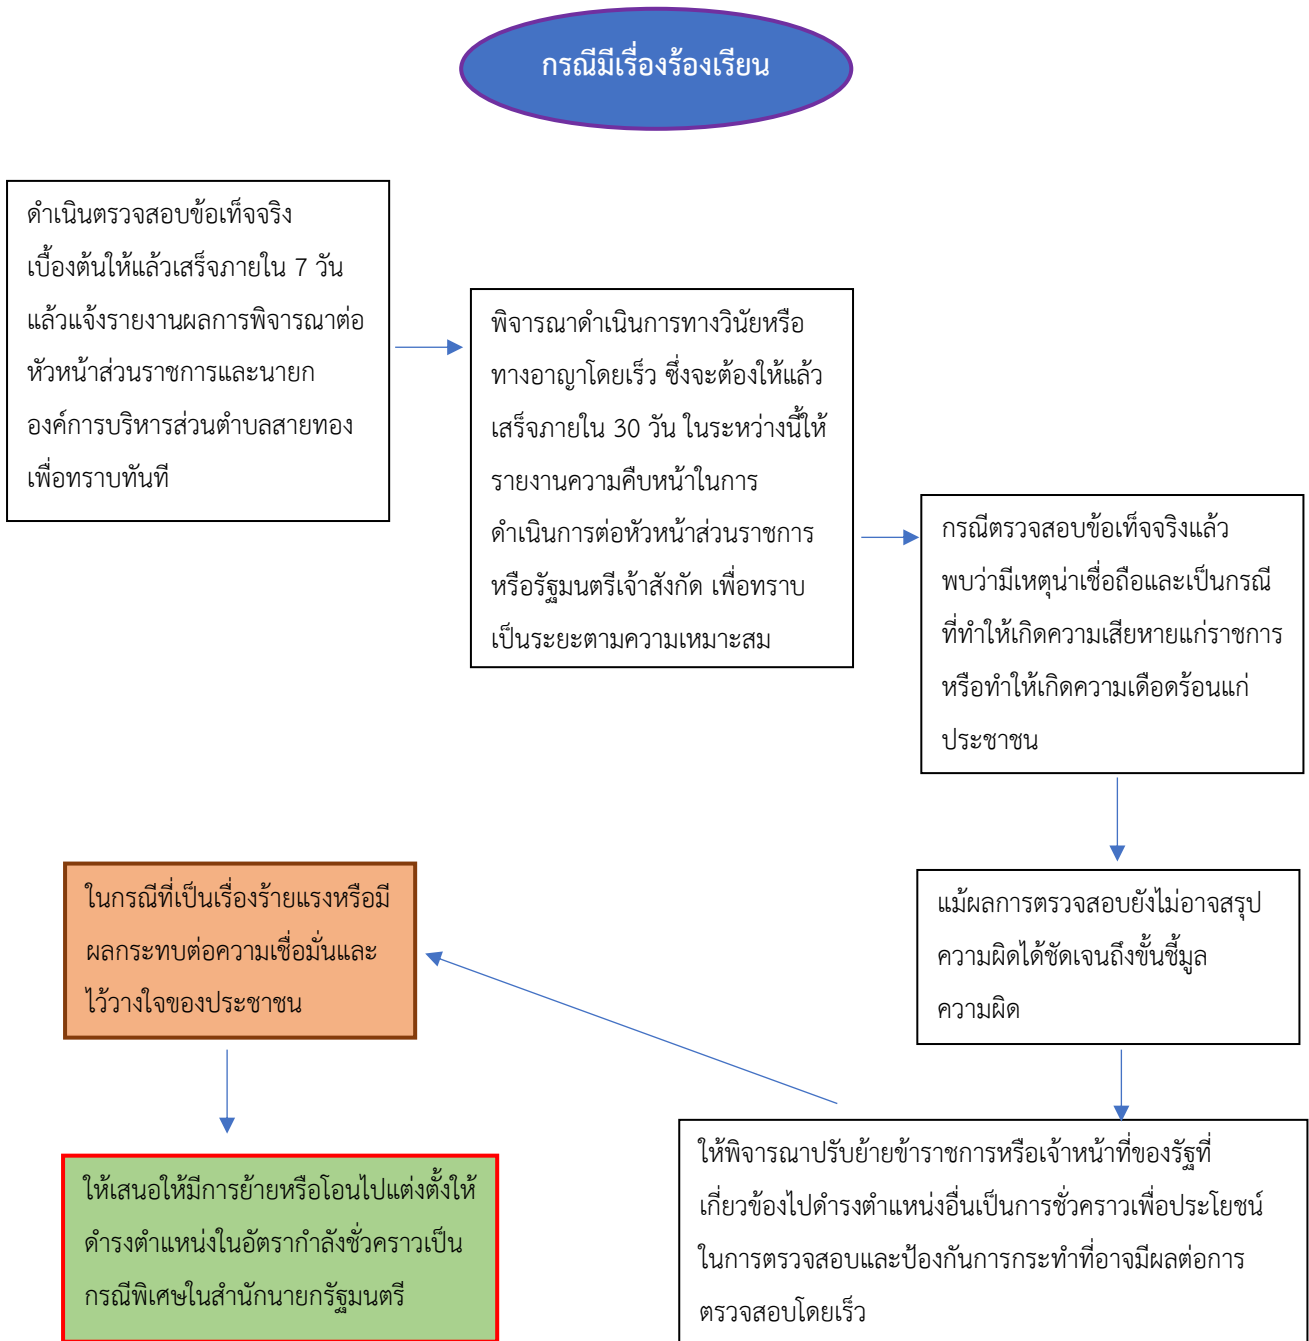 กรณีมีเรื่องร้องเรียน
ดำเนินตรวจสอบข้อเท็จจริง
เบื้องต้นให้แล้วเสร็จภายใน 7 วัน
แล้วแจ้งรายงานผลการพิจารณาต่อ
หัวหน้าส่วนราชการและนายก
องค์การบริหารส่วนตำบลสายทอง
เพื่อทราบทันที
พิจารณาดำเนินการทางวินัยหรือ
ทางอาญาโดยเร็ว ซึ่งจะต้องให้แล้ว
เสร็จภายใน 30 วัน ในระหว่างนี้ให้
รายงานความคืบหน้าในการ
ดำเนินการต่อหัวหน้าส่วนราชการ
หรือรัฐมนตรีเจ้าสังกัด เพื่อทราบ
เป็นระยะตามความเหมาะสม
กรณีตรวจสอบข้อเท็จจริงแล้ว
พบว่ามีเหตุน่าเชื่อถือและเป็นกรณี
ที่ทำให้เกิดความเสียหายแก่ราชการ
หรือทำให้เกิดความเดือดร้อนแก่
ประชาชน
แม้ผลการตรวจสอบยังไม่อาจสรุป
ความผิดได้ชัดเจนถึงขั้นชี้มูล
ความผิด
ให้พิจารณาปรับย้ายข้าราชการหรือเจ้าหน้าที่ของรัฐที่
เกี่ยวข้องไปดำรงตำแหน่งอื่นเป็นการชั่วคราวเพื่อประโยชน์
ในการตรวจสอบและป้องกันการกระทำที่อาจมีผลต่อการ
ตรวจสอบโดยเร็ว
ในกรณีที่เป็นเรื่องร้ายแรงหรือมี
ผลกระทบต่อความเชื่อมั่นและ
ไว้วางใจของประชาชน
ให้เสนอให้มีการย้ายหรือโอนไปแต่งตั้งให้
ดำรงตำแหน่งในอัตรากำลังชั่วคราวเป็น
กรณีพิเศษในสำนักนายกรัฐมนตรี